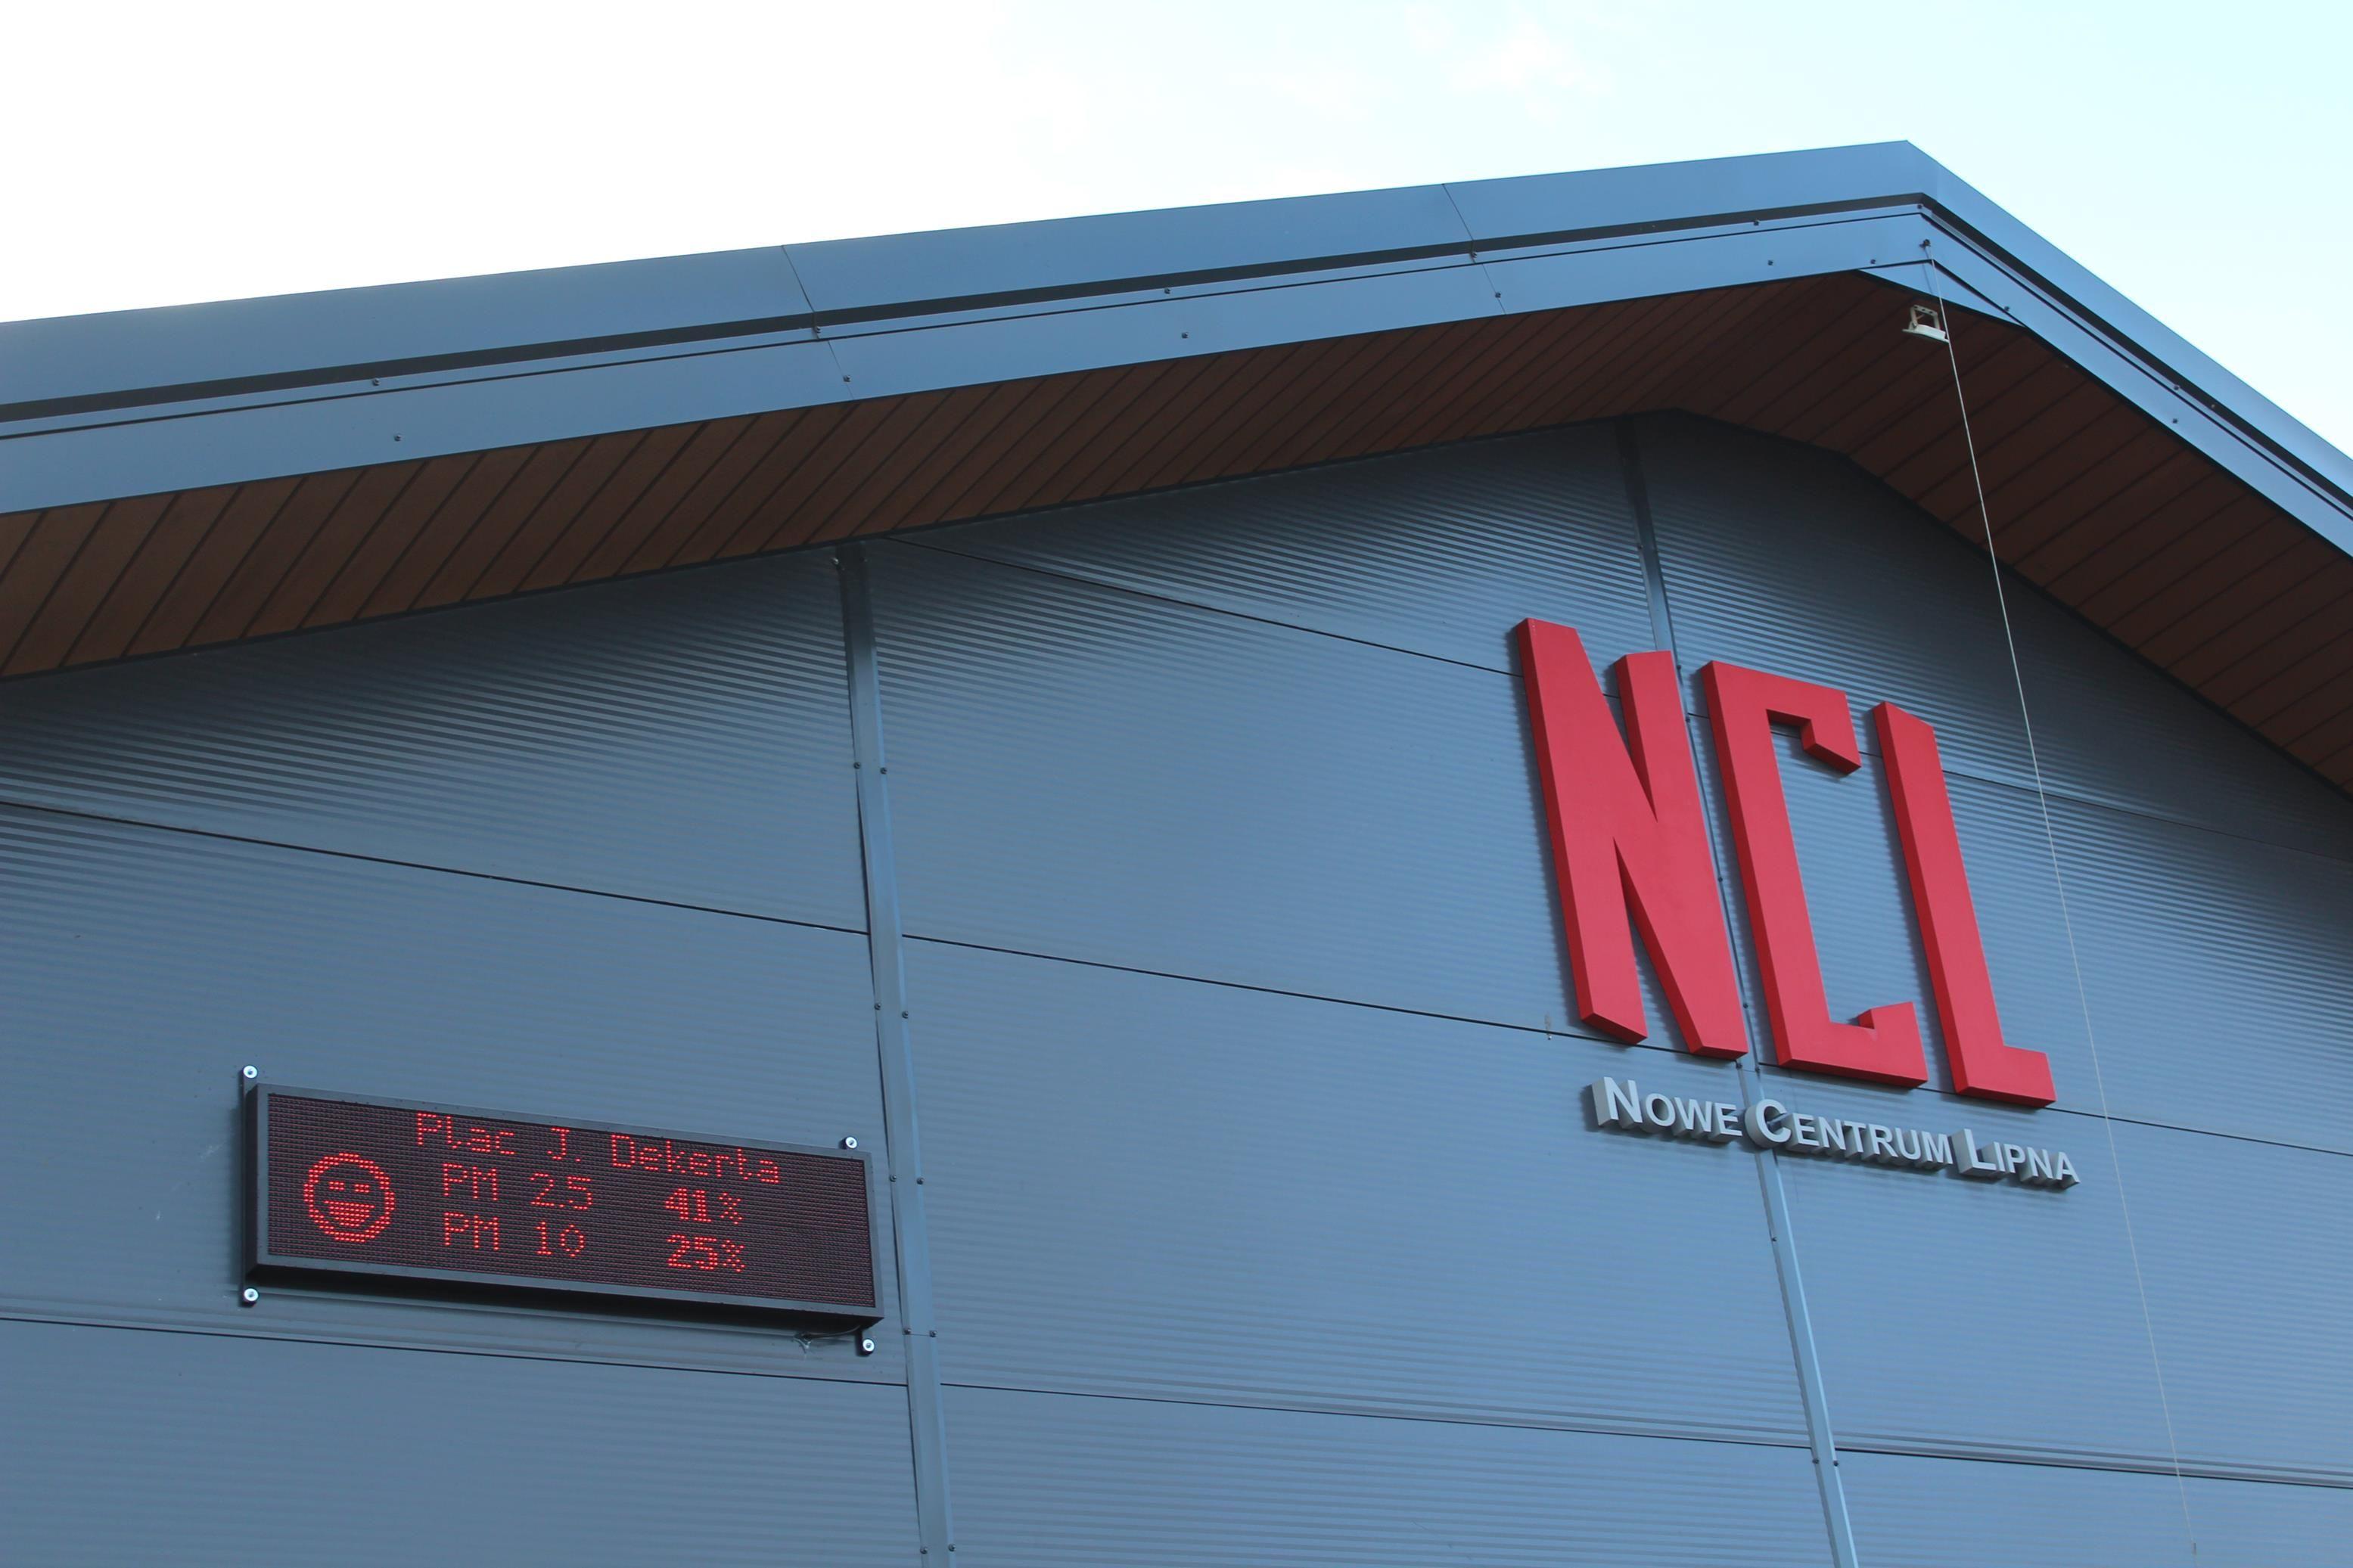 Plac J. Dekerta
PM 2.5 41%
PM 10 25%
NCL
NOWE CENTRUM LIPNA